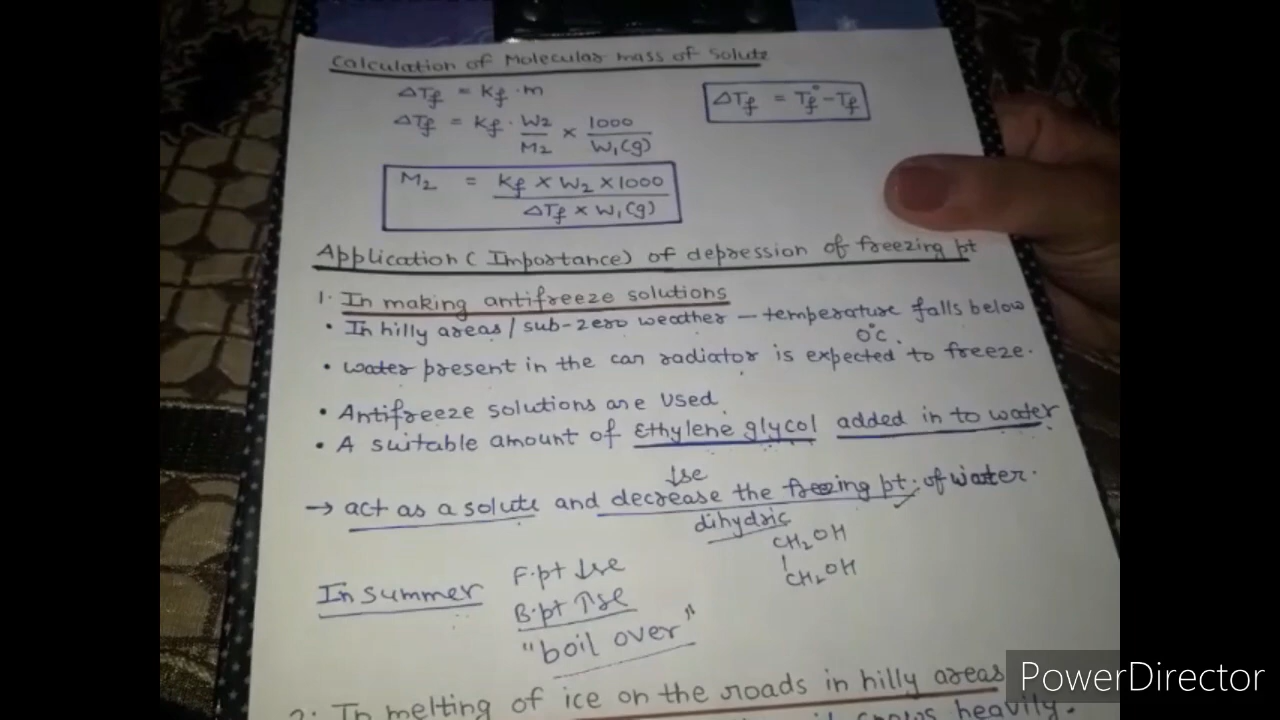 Calculation of Molecular mass of Solute
ΔTf = Kf · m
ΔTf = Tf° - Tf
ΔTf = Kf · W2/M2 × 1000/W1(g)
M2 = Kf × W2 × 1000 / ΔTf × W1(g)
Application (Importance) of depression of freezing pt
1. In making antifreeze solutions
• In hilly areas / sub-zero weather — temperature falls below
0°C.
• Water present in the car radiator is expected to freeze.
• Antifreeze solutions are used
• A suitable amount of Ethylene glycol added in to water
↓se
→ act as a solute and decrease the freezing pt. of water.
dihydric
CH2OH
|
CH2OH
In summer
F.pt ↓se
B.pt ↑se
"boil over"
2. In melting of ice on the roads in hilly areas
snows heavily.
PowerDirector